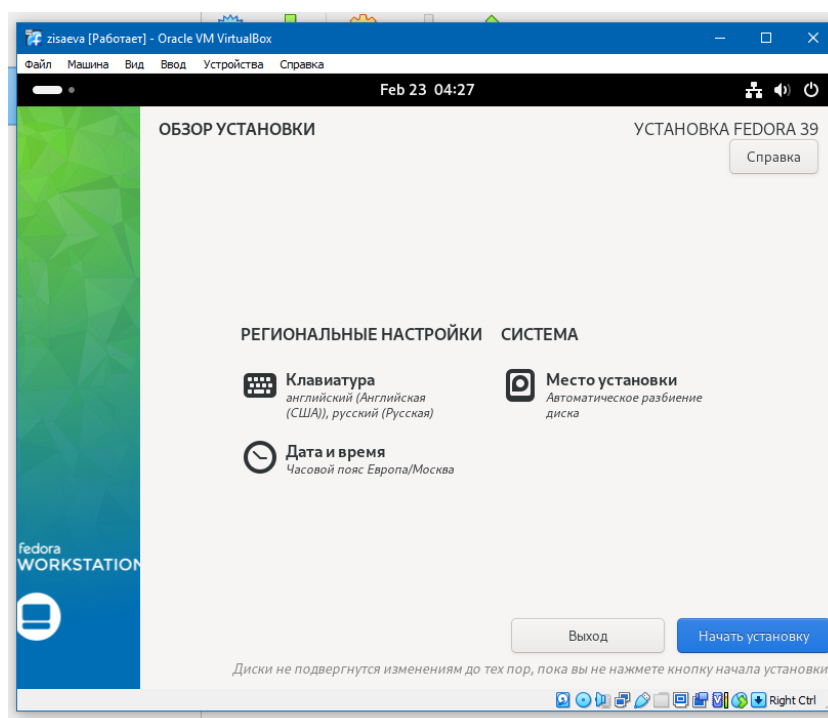 zisaeva [Работает] - Oracle VM VirtualBox
Файл Машина Вид Ввод Устройства Справка
Feb 23 04:27
ОБЗОР УСТАНОВКИ
УСТАНОВКА FEDORA 39
Справка
РЕГИОНАЛЬНЫЕ НАСТРОЙКИ
СИСТЕМА
Клавиатура
английский (Английская
(США)), русский (Русская)
Место установки
Автоматическое разбиение
диска
Дата и время
Часовой пояс Европа/Москва
fedora
WORKSTATION
Выход
Начать установку
Диски не подвергнутся изменениям до тех пор, пока вы не нажмете кнопку начала установки
Right Ctrl